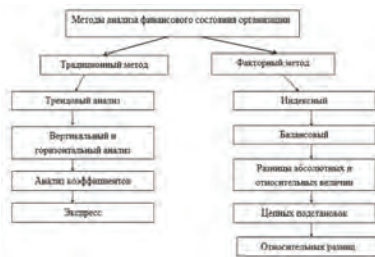 Методы анализа финансового состояния организации
Традиционный метод
Факторный метод
Трендовый анализ
Вертикальный и
горизонтальный анализ
Анализ коэффициентов
Экспресс
Индексный
Балансовый
Разницы абсолютных и
относительных величин
Цепных подстановок
Относительных разниц